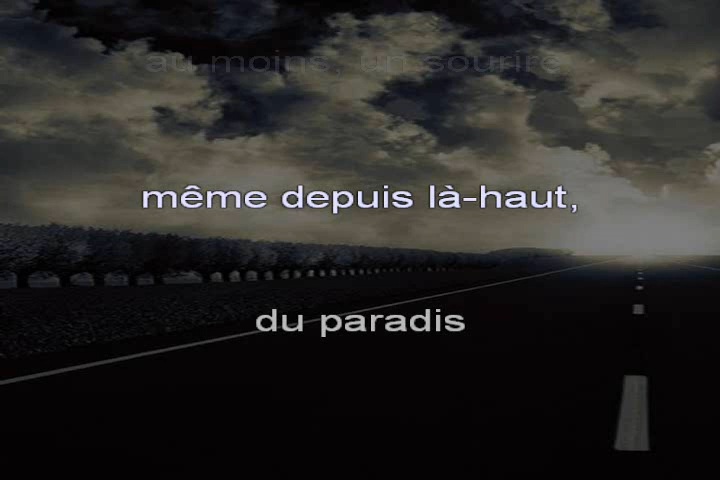 au moins, un sourire
même depuis là-haut,
du paradis